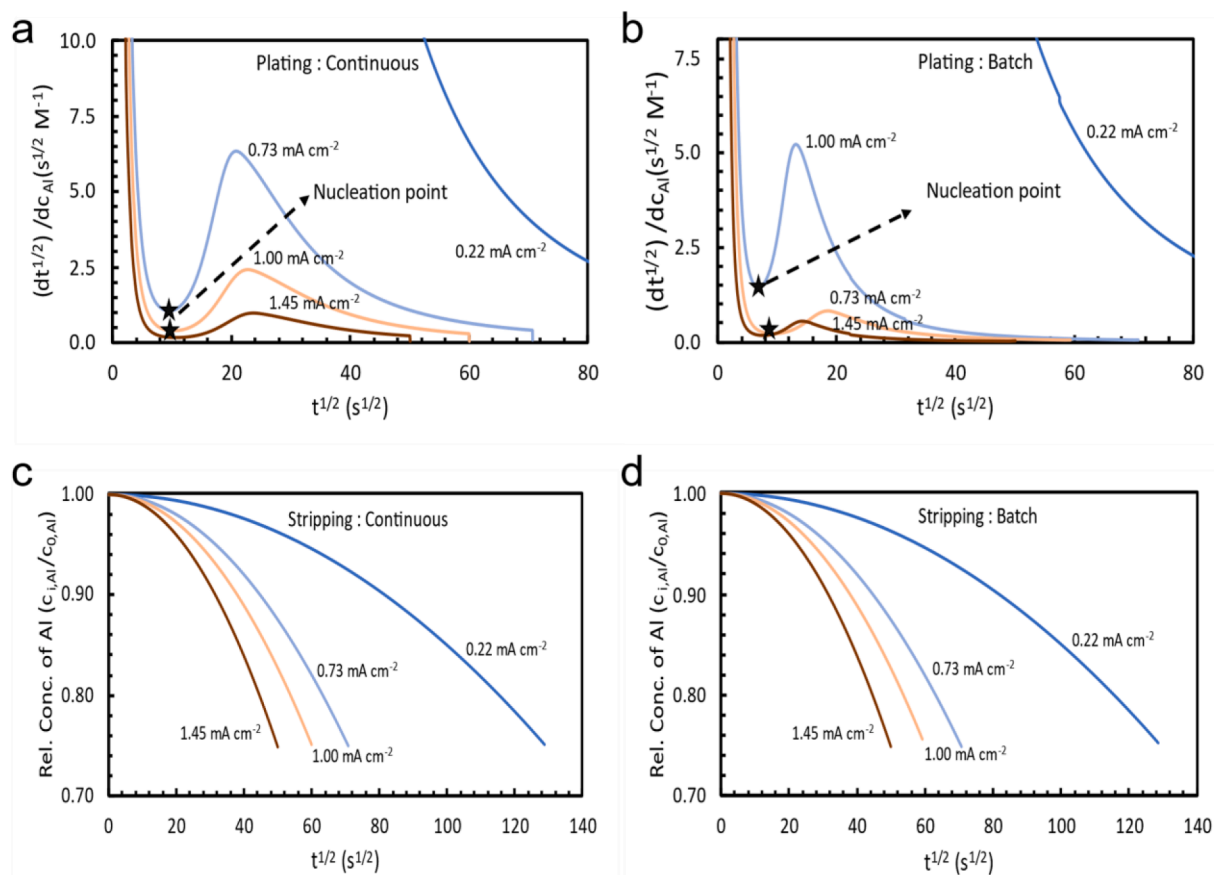 a
10.0
7.5
5.0
2.5
0.0
(dt1/2) /dcAl(s1/2 M-1)
Plating : Continuous
0.73 mA cm-2
Nucleation point
1.00 mA cm-2
0.22 mA cm-2
1.45 mA cm-2
0 20 40 60 80
t1/2 (s1/2)
b
7.5
5.0
2.5
0.0
(dt1/2) /dcAl(s1/2 M-1)
Plating : Batch
0.22 mA cm-2
1.00 mA cm-2
Nucleation point
0.73 mA cm-2
1.45 mA cm-2
0 20 40 60 80
t1/2 (s1/2)
c
1.00
0.90
0.80
0.70
Rel. Conc. of Al (c i,Al/c0,Al)
Stripping : Continuous
0.22 mA cm-2
0.73 mA cm-2
1.45 mA cm-2
1.00 mA cm-2
0 20 40 60 80 100 120 140
t1/2 (s1/2)
d
1.00
0.90
0.80
0.70
Rel. Conc. of Al (c i,Al/c0,Al)
Stripping : Batch
0.22 mA cm-2
0.73 mA cm-2
1.45 mA cm-2
1.00 mA cm-2
0 20 40 60 80 100 120 140
t1/2 (s1/2)